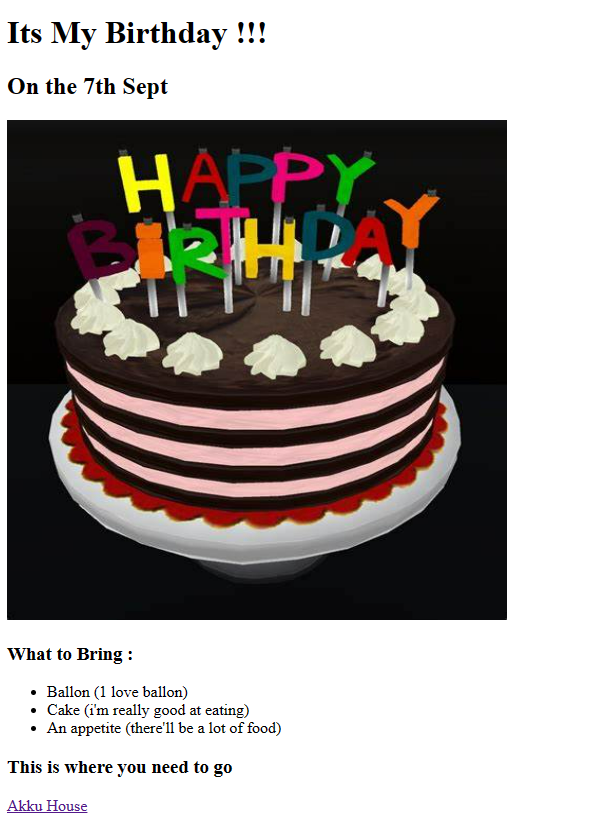 Its My Birthday !!!
On the 7th Sept
HAPPY
BIRTHDAY
What to Bring :
Ballon (1 love ballon)
Cake (i'm really good at eating)
An appetite (there'll be a lot of food)
This is where you need to go
Akku House